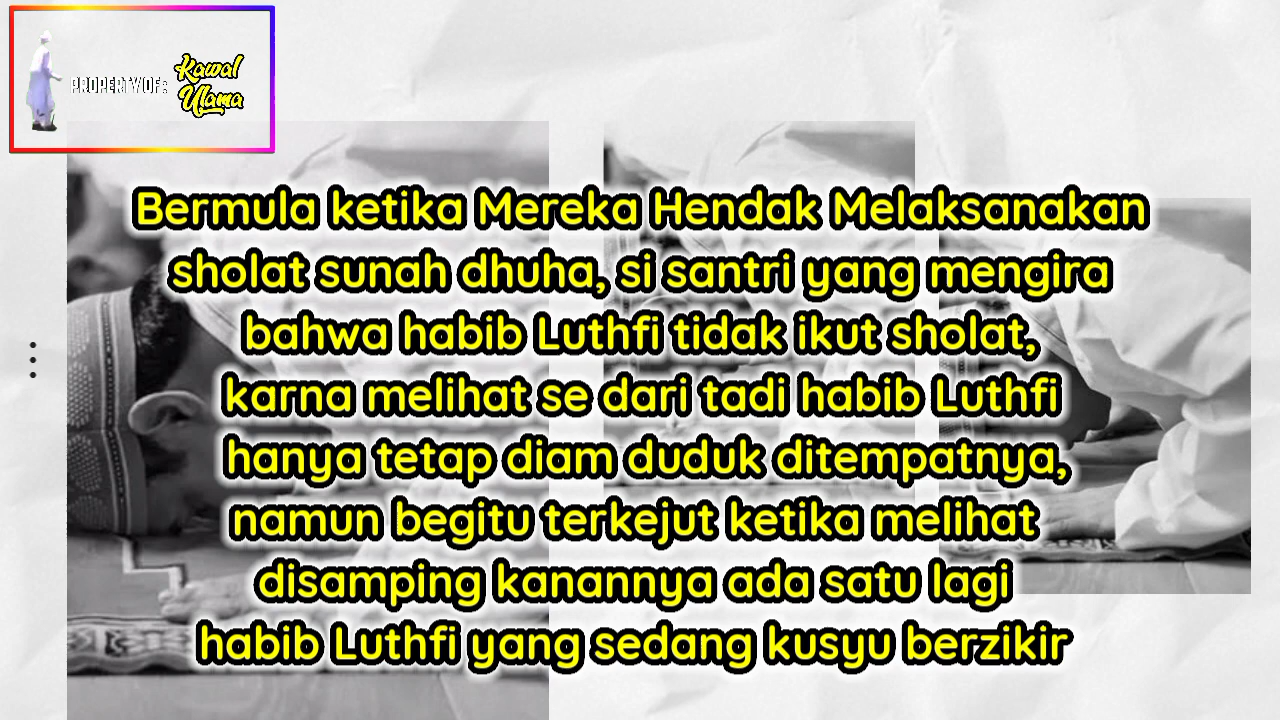 PROPERTY OF :
Kawal
Ulama
Bermula ketika Mereka Hendak Melaksanakan
sholat sunah dhuha, si santri yang mengira
bahwa habib Luthfi tidak ikut sholat,
karna melihat se dari tadi habib Luthfi
hanya tetap diam duduk ditempatnya,
namun begitu terkejut ketika melihat
disamping kanannya ada satu lagi
habib Luthfi yang sedang kusyu berzikir